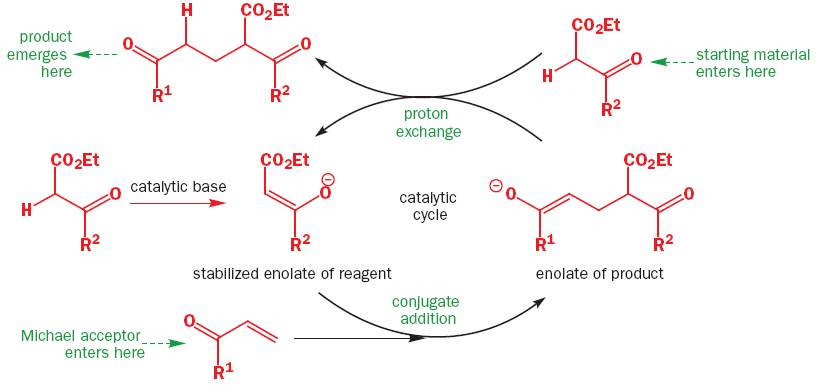 H
CO₂Et
product
emerges
here
O
O
R¹
R²
CO₂Et
H
O
R²
starting material
enters here
proton
exchange
CO₂Et
H
O
R²
catalytic base
CO₂Et
O⊖
R²
catalytic
cycle
⊖O
CO₂Et
O
R¹
R²
stabilized enolate of reagent
enolate of product
conjugate
addition
Michael acceptor
enters here
O
R¹